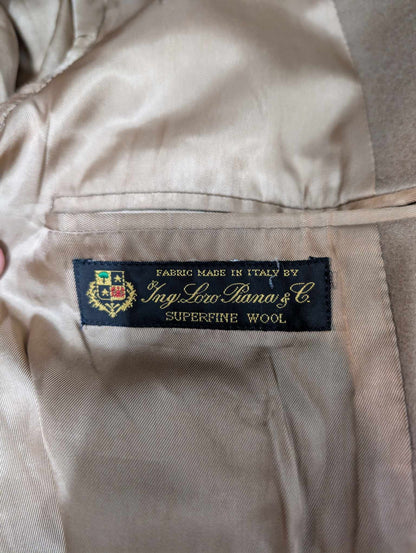 FABRIC MADE IN ITALY BY
Ing. Loro Piana & C.
SUPERFINE WOOL